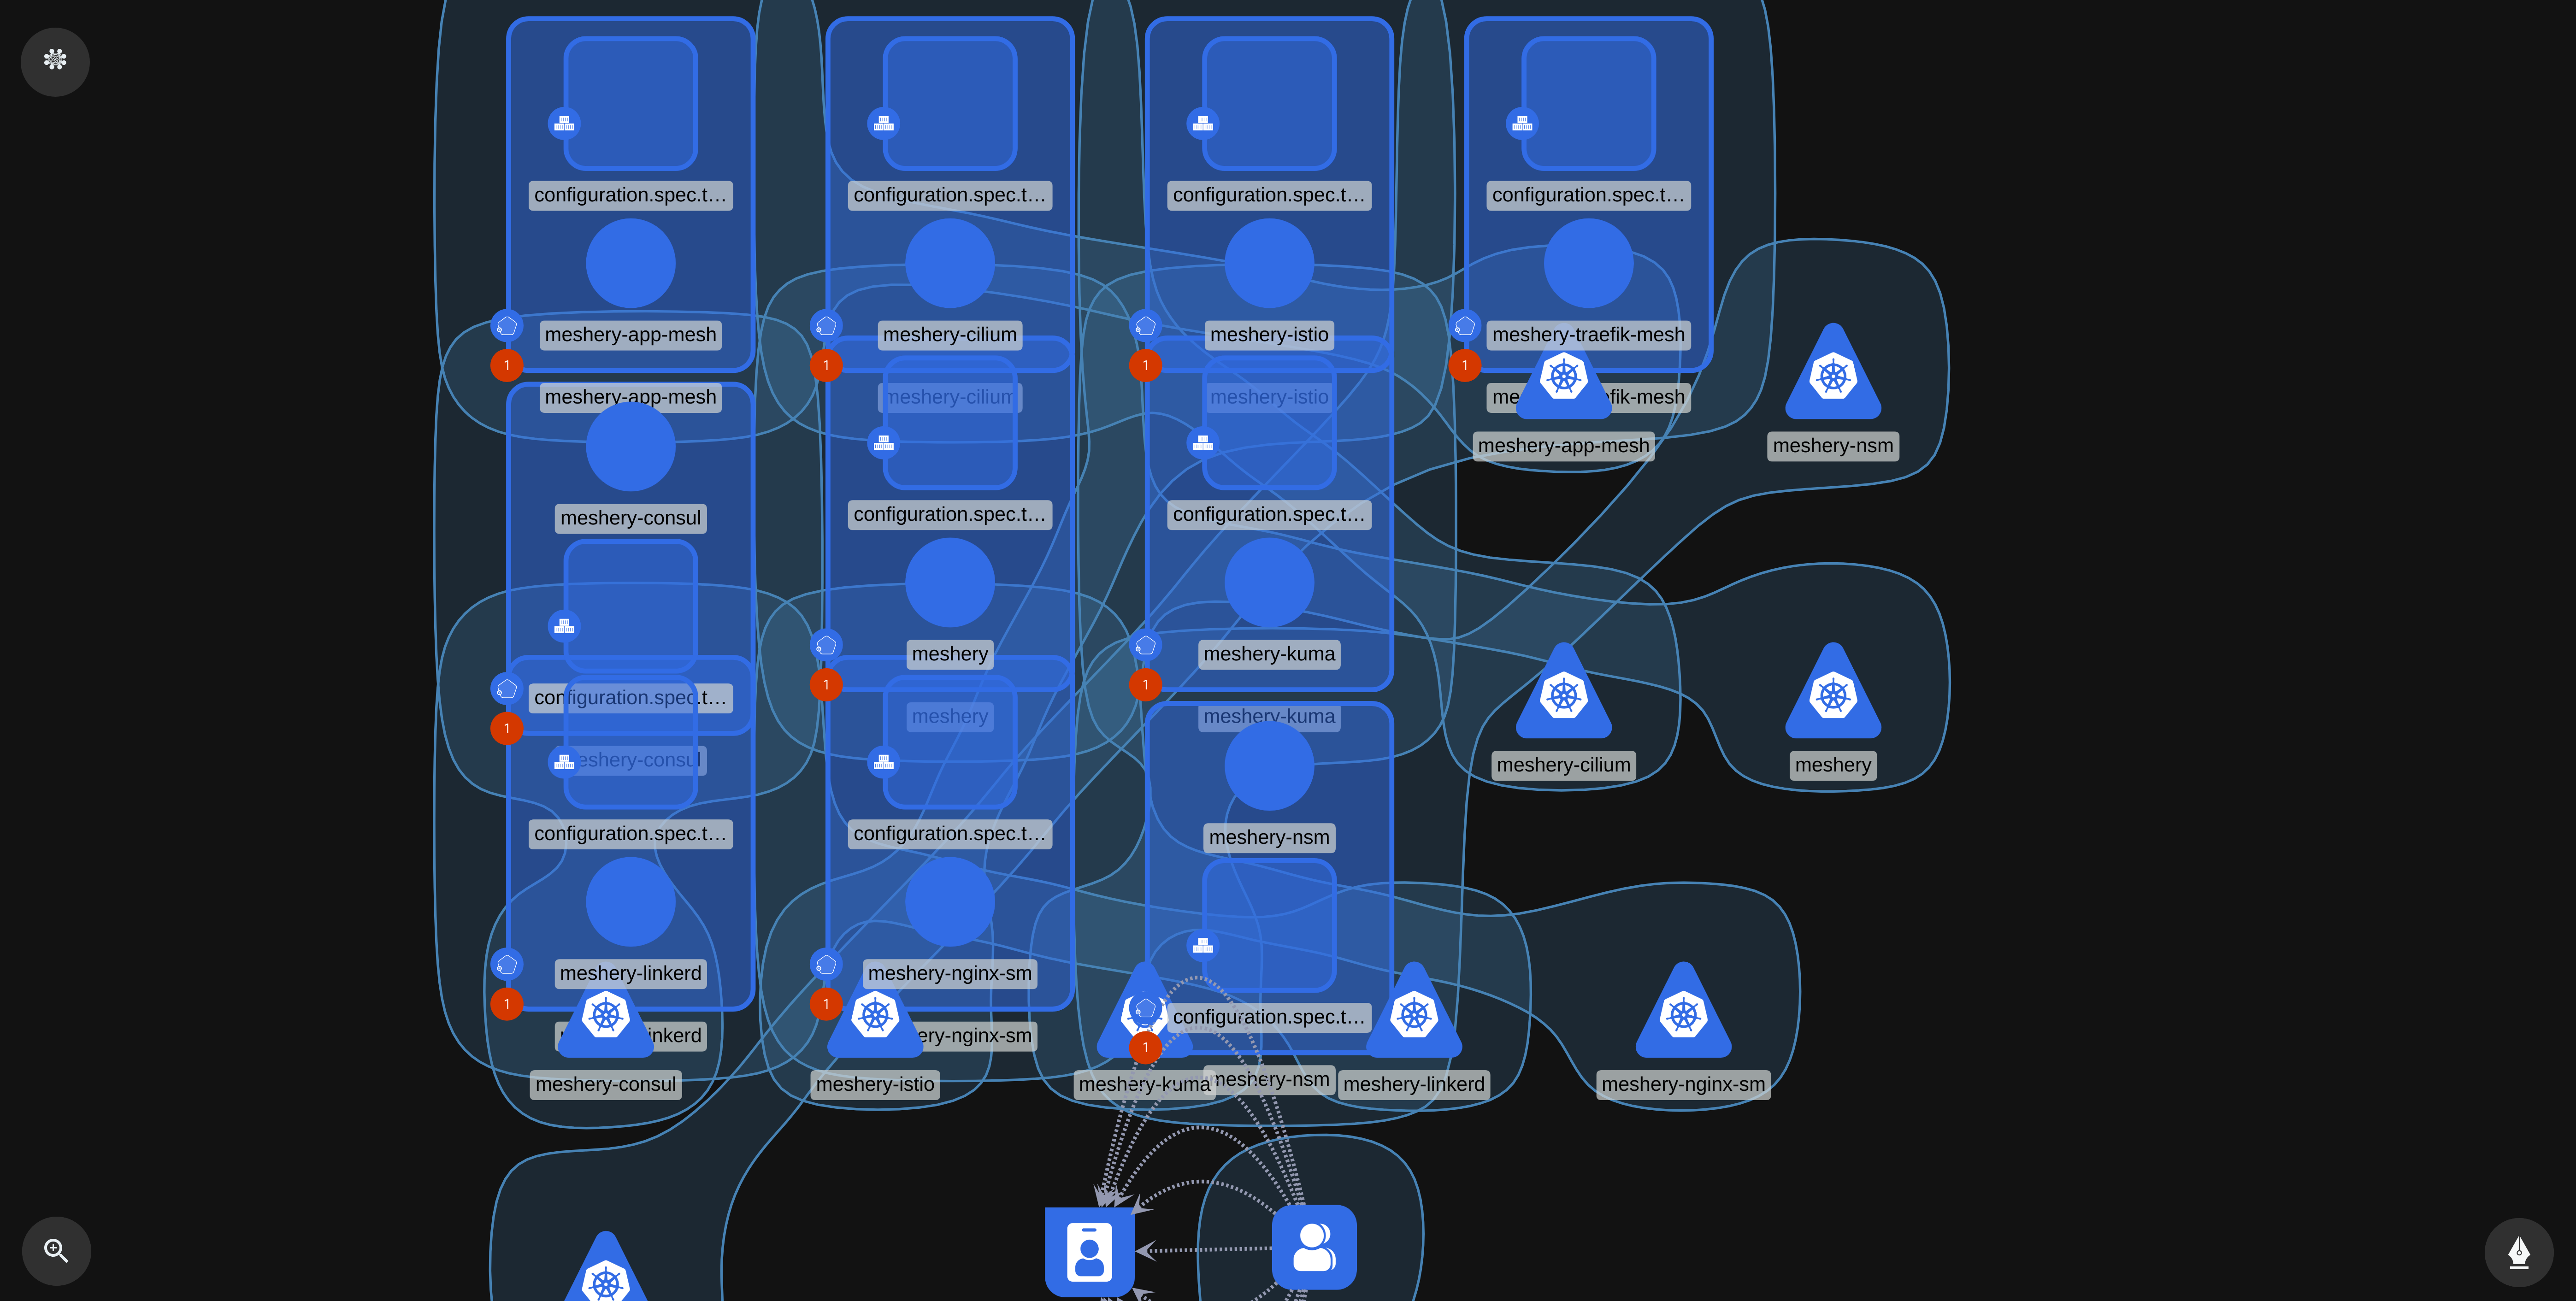 configuration.spec.t…
configuration.spec.t…
configuration.spec.t…
configuration.spec.t…
meshery-app-mesh
meshery-cilium
meshery-istio
meshery-traefik-mesh
1
1
1
1
meshery-app-mesh
meshery-cilium
meshery-istio
me
fik-mesh
meshery-app-mesh
meshery-nsm
meshery-consul
configuration.spec.t…
configuration.spec.t…
meshery
meshery-kuma
configuration.spec.t…
1
1
1
meshery
meshery-kuma
eshery-consul
meshery-cilium
meshery
configuration.spec.t…
configuration.spec.t…
meshery-nsm
meshery-linkerd
meshery-nginx-sm
1
1
configuration.spec.t…
inkerd
ery-nginx-sm
1
meshery-consul
meshery-istio
meshery-kuma
meshery-nsm
meshery-linkerd
meshery-nginx-sm